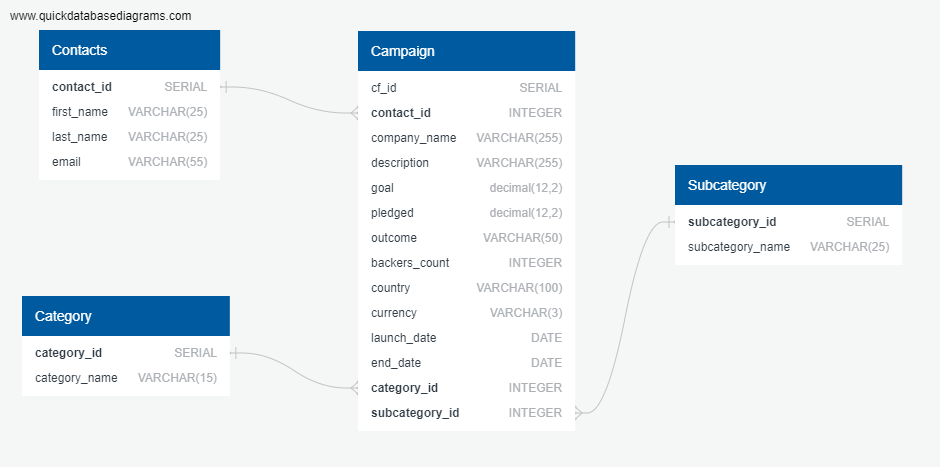 www.quickdatabasediagrams.com
Contacts
contact_id SERIAL
first_name VARCHAR(25)
last_name VARCHAR(25)
email VARCHAR(55)
Campaign
cf_id SERIAL
contact_id INTEGER
company_name VARCHAR(255)
description VARCHAR(255)
goal decimal(12,2)
pledged decimal(12,2)
outcome VARCHAR(50)
backers_count INTEGER
country VARCHAR(100)
currency VARCHAR(3)
launch_date DATE
end_date DATE
category_id INTEGER
subcategory_id INTEGER
Subcategory
subcategory_id SERIAL
subcategory_name VARCHAR(25)
Category
category_id SERIAL
category_name VARCHAR(15)